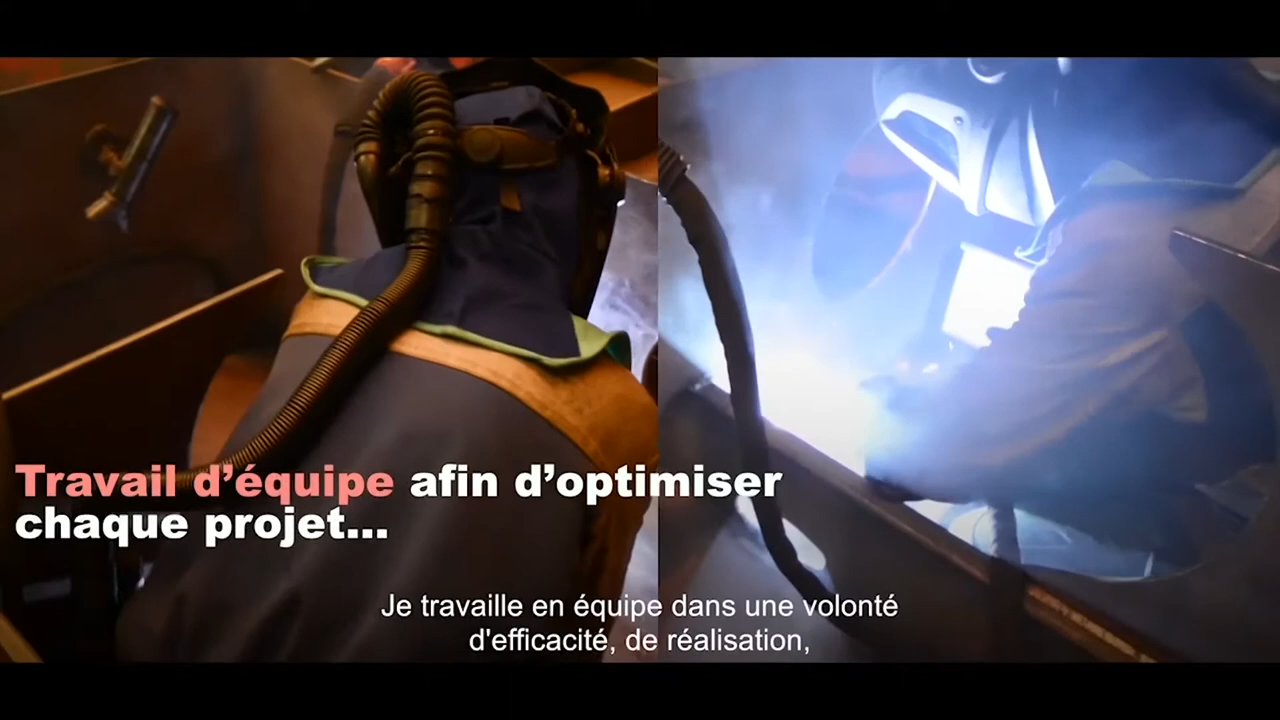 Travail d’équipe afin d’optimiser
chaque projet...
Je travaille en équipe dans une volonté
d'efficacité, de réalisation,